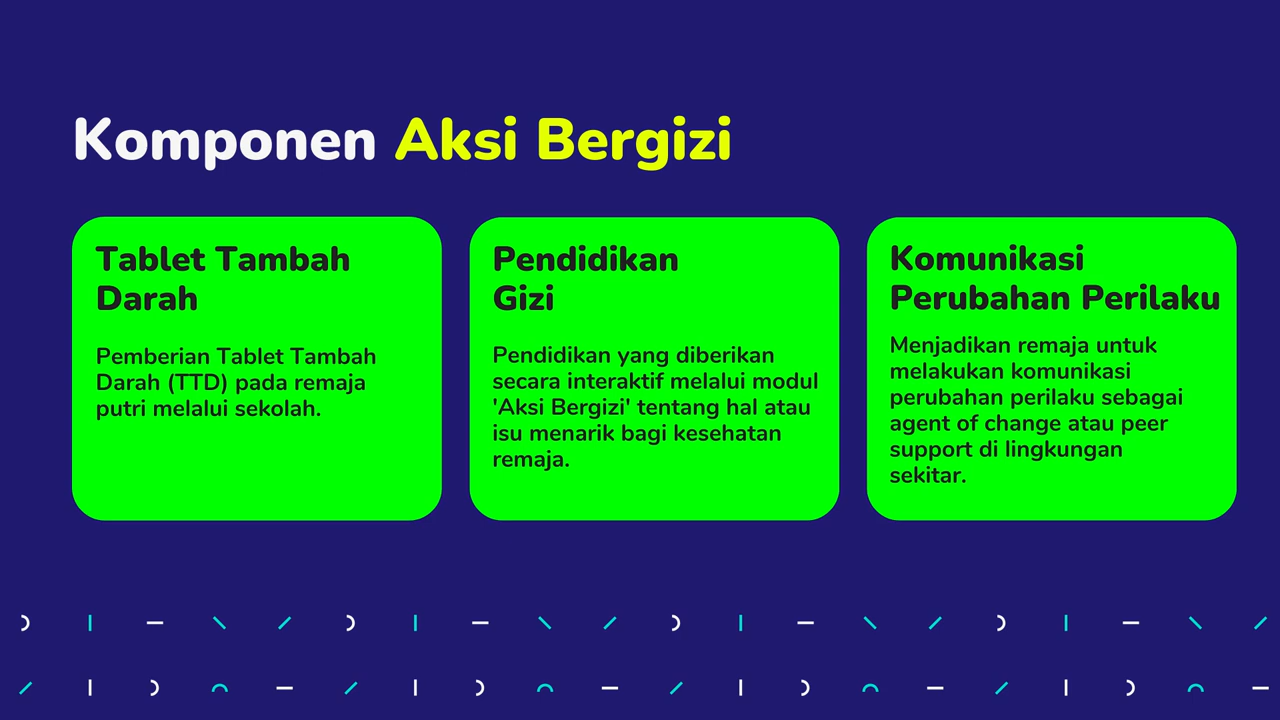 Komponen Aksi Bergizi
Tablet Tambah
Darah
Pemberian Tablet Tambah
Darah (TTD) pada remaja
putri melalui sekolah.
Pendidikan
Gizi
Pendidikan yang diberikan
secara interaktif melalui modul
'Aksi Bergizi' tentang hal atau
isu menarik bagi kesehatan
remaja.
Komunikasi
Perubahan Perilaku
Menjadikan remaja untuk
melakukan komunikasi
perubahan perilaku sebagai
agent of change atau peer
support di lingkungan
sekitar.